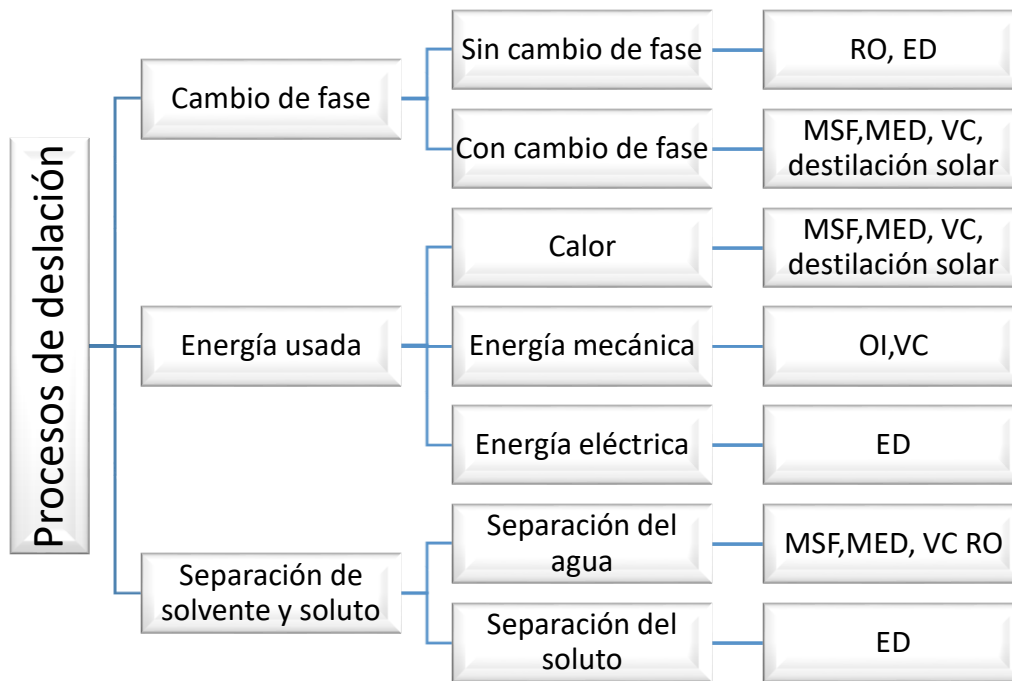 Procesos de deslación
Cambio de fase
Sin cambio de fase
RO, ED
Con cambio de fase
MSF,MED, VC,
destilación solar
Energía usada
Calor
MSF,MED, VC,
destilación solar
Energía mecánica
OI,VC
Energía eléctrica
ED
Separación de
solvente y soluto
Separación del
agua
MSF,MED, VC RO
Separación del
soluto
ED